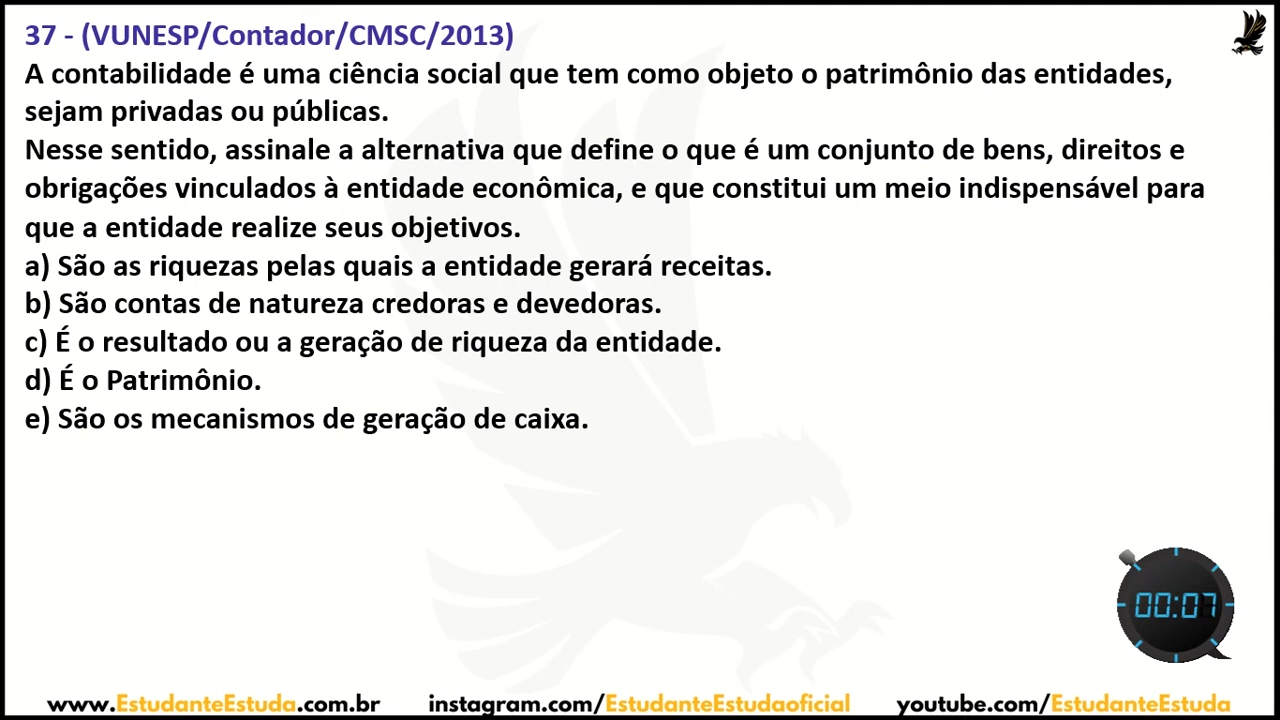 37 - (VUNESP/Contador/CMSC/2013)
A contabilidade é uma ciência social que tem como objeto o patrimônio das entidades,
sejam privadas ou públicas.
Nesse sentido, assinale a alternativa que define o que é um conjunto de bens, direitos e
obrigações vinculados à entidade econômica, e que constitui um meio indispensável para
que a entidade realize seus objetivos.
a) São as riquezas pelas quais a entidade gerará receitas.
b) São contas de natureza credoras e devedoras.
c) É o resultado ou a geração de riqueza da entidade.
d) É o Patrimônio.
e) São os mecanismos de geração de caixa.
00:07
www.EstudanteEstuda.com.br instagram.com/EstudanteEstudaoficial youtube.com/EstudanteEstuda